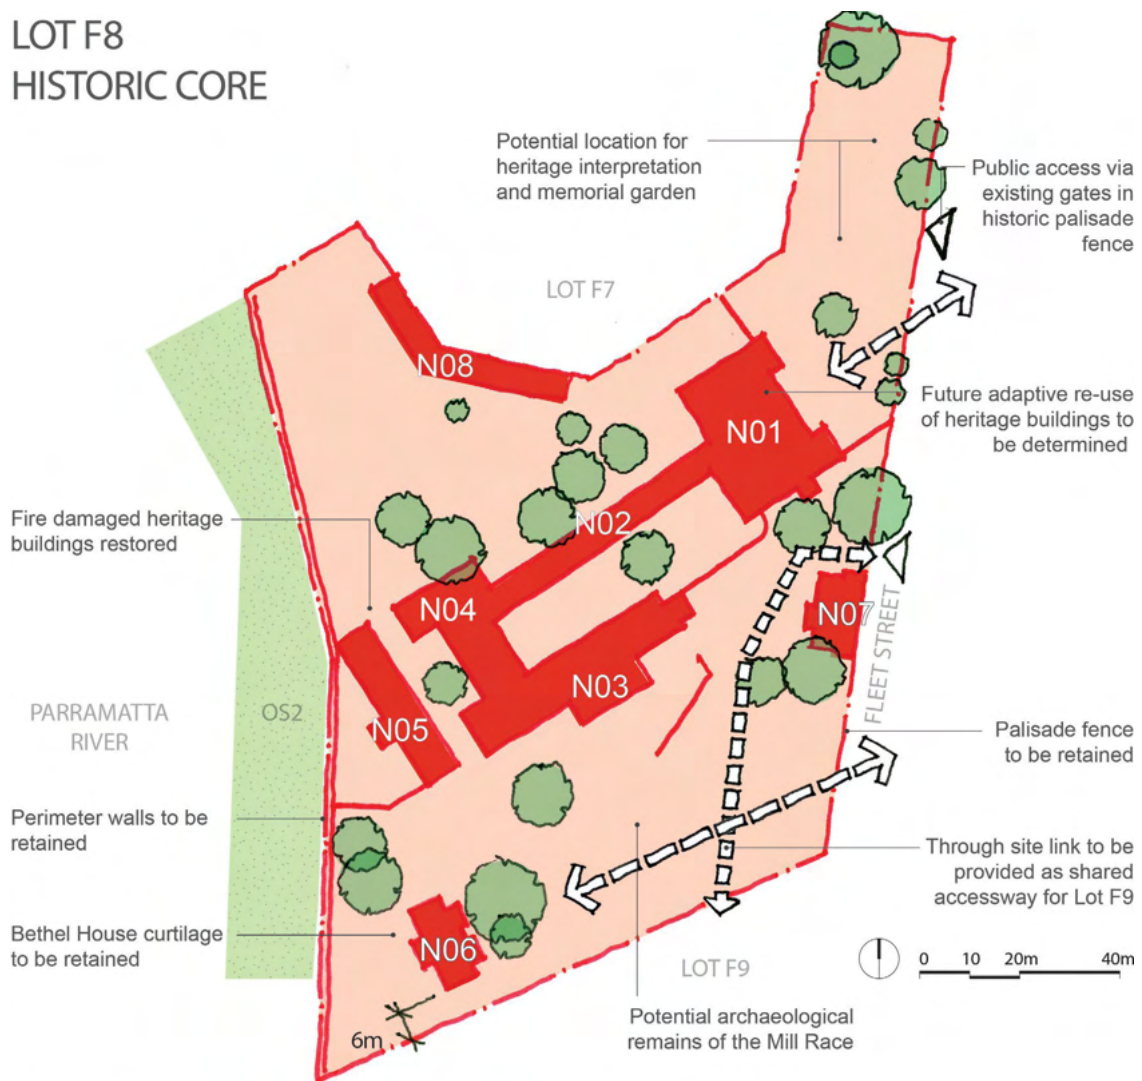 LOT F8
HISTORIC CORE
Potential location for
heritage interpretation
and memorial garden
Public access via
existing gates in
historic palisade
fence
LOT F7
N08
N01
Future adaptive re-use
of heritage buildings to
be determined
Fire damaged heritage
buildings restored
N02
N04
N07
N03
N05
FLEET STREET
PARRAMATTA
RIVER
OS2
Palisade fence
to be retained
Perimeter walls to be
retained
Through site link to be
provided as shared
accessway for Lot F9
Bethel House curtilage
to be retained
N06
LOT F9
0 10 20m 40m
Potential archaeological
remains of the Mill Race
6m